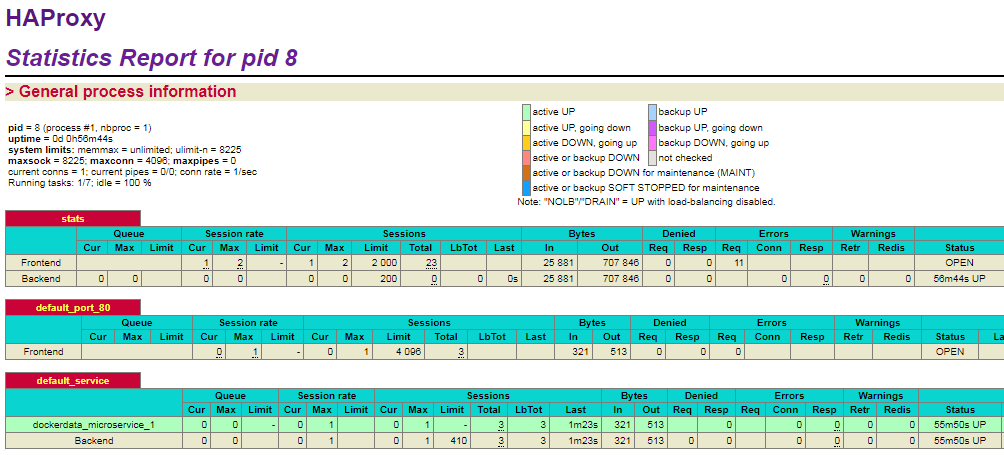 HAProxy
Statistics Report for pid 8
> General process information
pid = 8 (process #1, nbproc = 1)
uptime = 0d 0h56m44s
system limits: memmax = unlimited; ulimit-n = 8225
maxsock = 8225; maxconn = 4096; maxpipes = 0
current conns = 1; current pipes = 0/0; conn rate = 1/sec
Running tasks: 1/7; idle = 100 %
active UP backup UP
active UP, going down backup UP, going down
active DOWN, going up backup DOWN, going up
active or backup DOWN not checked
active or backup DOWN for maintenance (MAINT)
active or backup SOFT STOPPED for maintenance
Note: "NOLB"/"DRAIN" = UP with load-balancing disabled.
stats
Queue Session rate Sessions Bytes Denied Errors Warnings
Cur Max Limit Cur Max Limit Cur Max Limit Total LbTot Last In Out Req Resp Req Conn Resp Retr Redis Status
Frontend 1 2 - 1 2 2 000 23 25 881 707 846 0 0 11 OPEN
Backend 0 0 0 0 0 0 200 0 0 0s 25 881 707 846 0 0 0 0 0 0 56m44s UP
default_port_80
Queue Session rate Sessions Bytes Denied Errors Warnings
Cur Max Limit Cur Max Limit Cur Max Limit Total LbTot Last In Out Req Resp Req Conn Resp Retr Redis Status La
Frontend 0 1 - 0 1 4 096 3 321 513 0 0 0 OPEN
default_service
Queue Session rate Sessions Bytes Denied Errors Warnings
Cur Max Limit Cur Max Limit Cur Max Limit Total LbTot Last In Out Req Resp Req Conn Resp Retr Redis Status
dockerdata_microservice_1 0 0 - 0 1 0 1 - 3 3 1m23s 321 513 0 0 0 0 0 55m50s UP
Backend 0 0 0 1 0 1 410 3 3 1m23s 321 513 0 0 0 0 0 0 55m50s UP